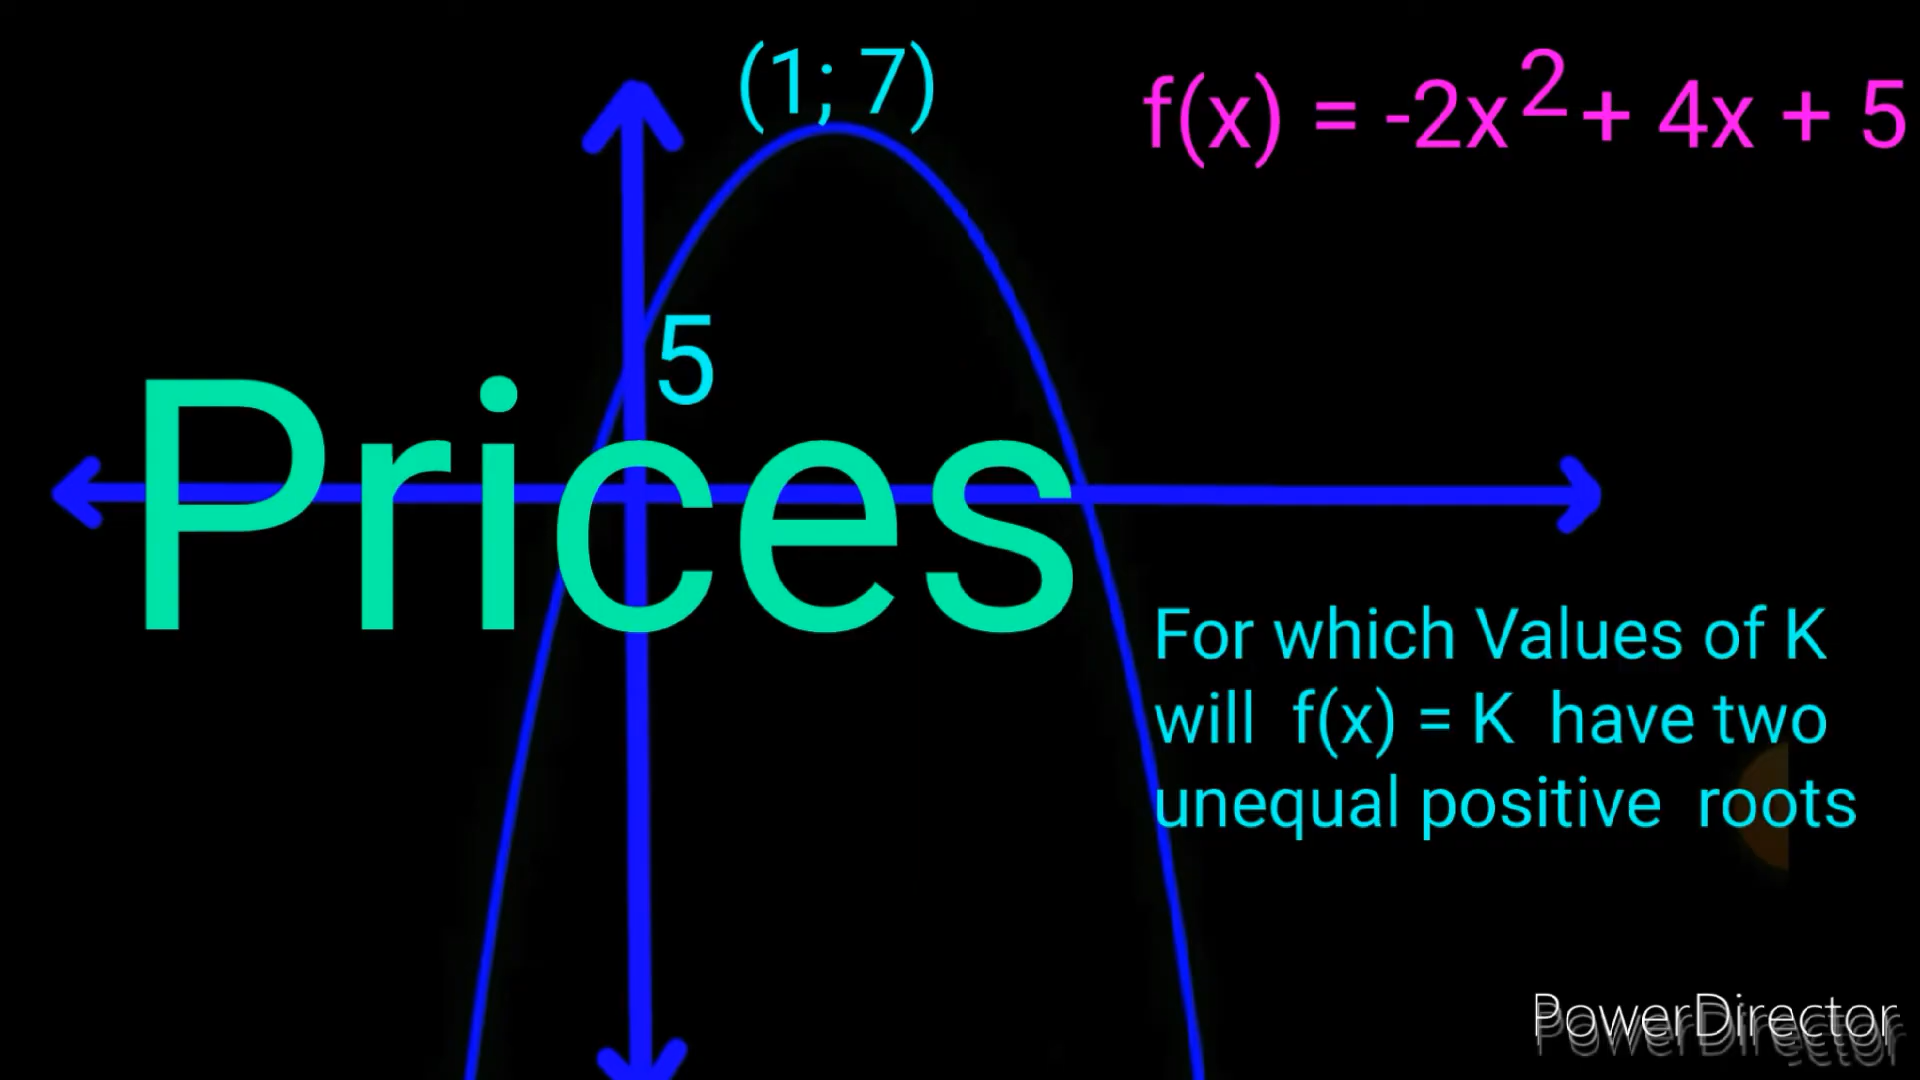 (1; 7)
f(x) = -2x² + 4x + 5
5
Prices
For which Values of K
will f(x) = K have two
unequal positive roots
PowerDirector